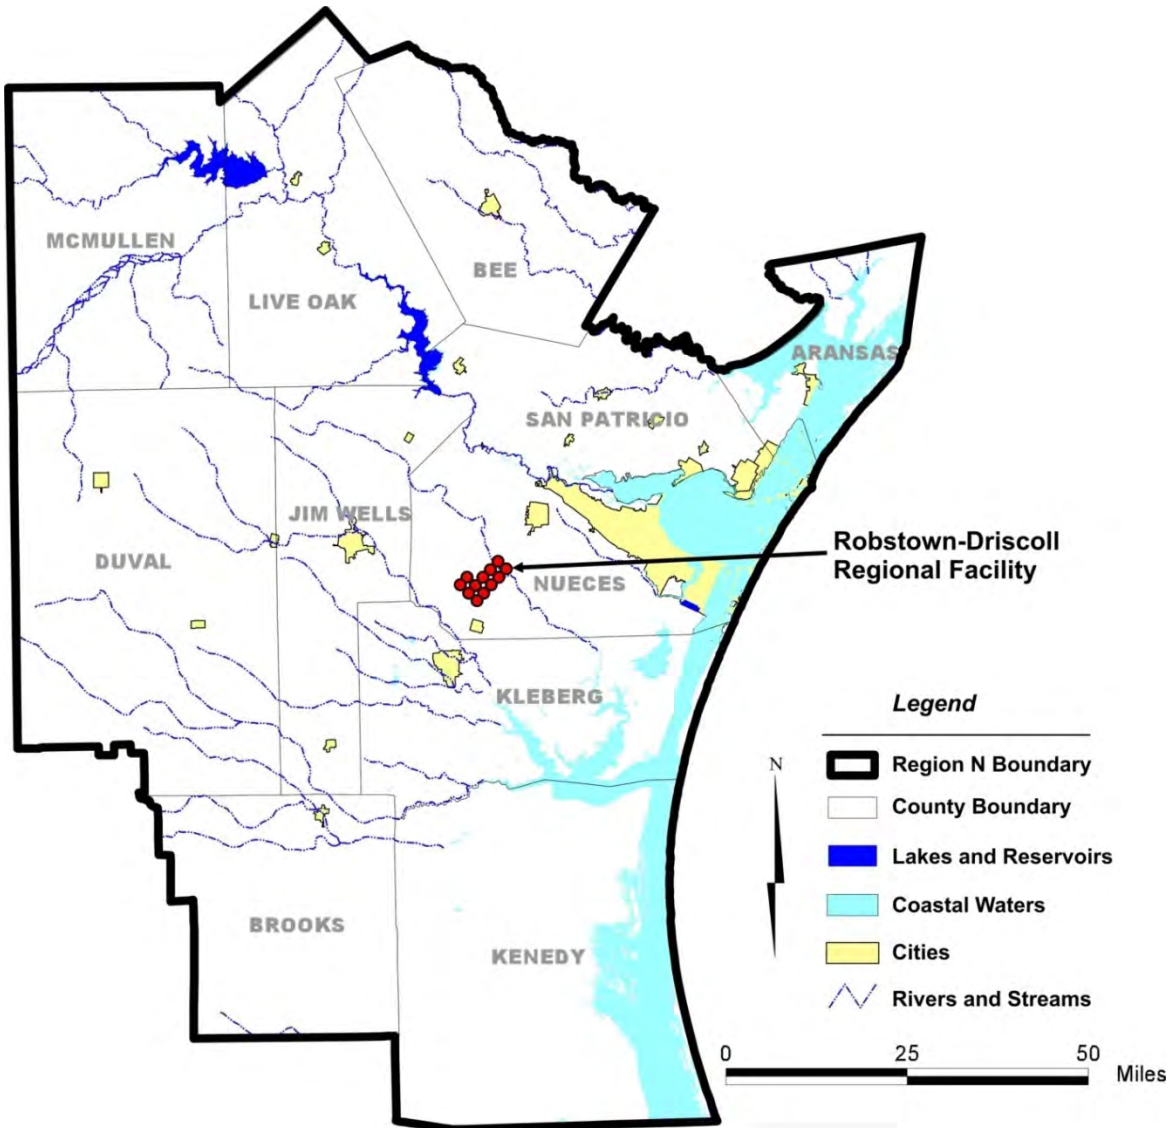 MCMULLEN
BEE
LIVE OAK
ARANSAS
SAN PATRICIO
JIM WELLS
DUVAL
NUECES
Robstown-Driscoll
Regional Facility
KLEBERG
BROOKS
KENEDY
Legend
N
Region N Boundary
County Boundary
Lakes and Reservoirs
Coastal Waters
Cities
Rivers and Streams
0 25 50
Miles